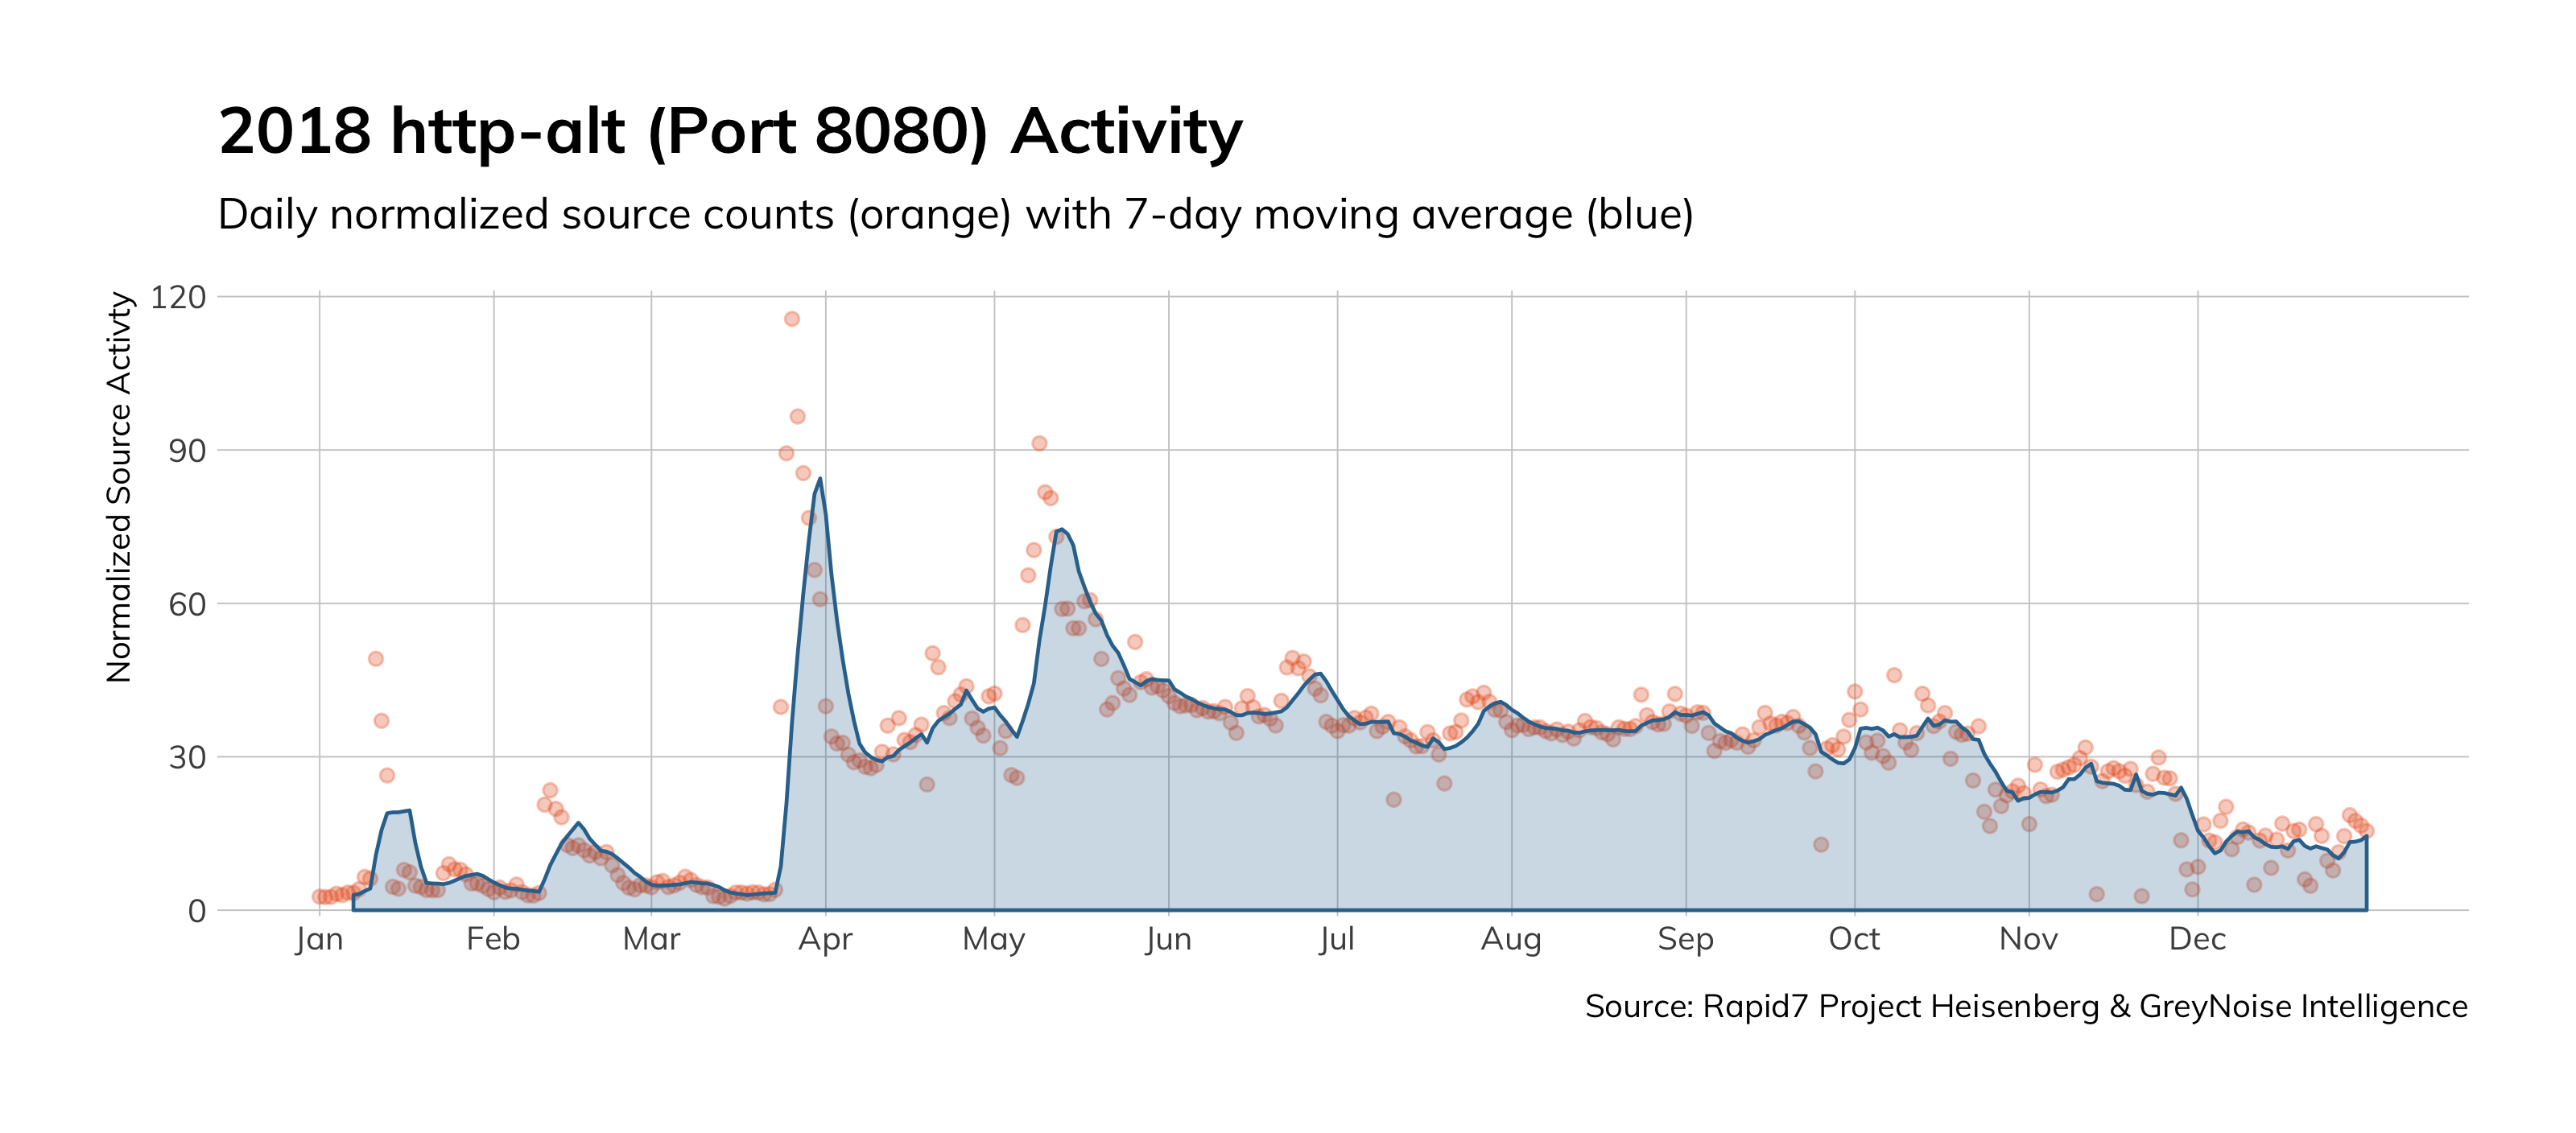 2018 http-alt (Port 8080) Activity
Daily normalized source counts (orange) with 7-day moving average (blue)
Normalized Source Activty
120
90
60
30
0
Jan Feb Mar Apr May Jun Jul Aug Sep Oct Nov Dec
Source: Rapid7 Project Heisenberg & GreyNoise Intelligence